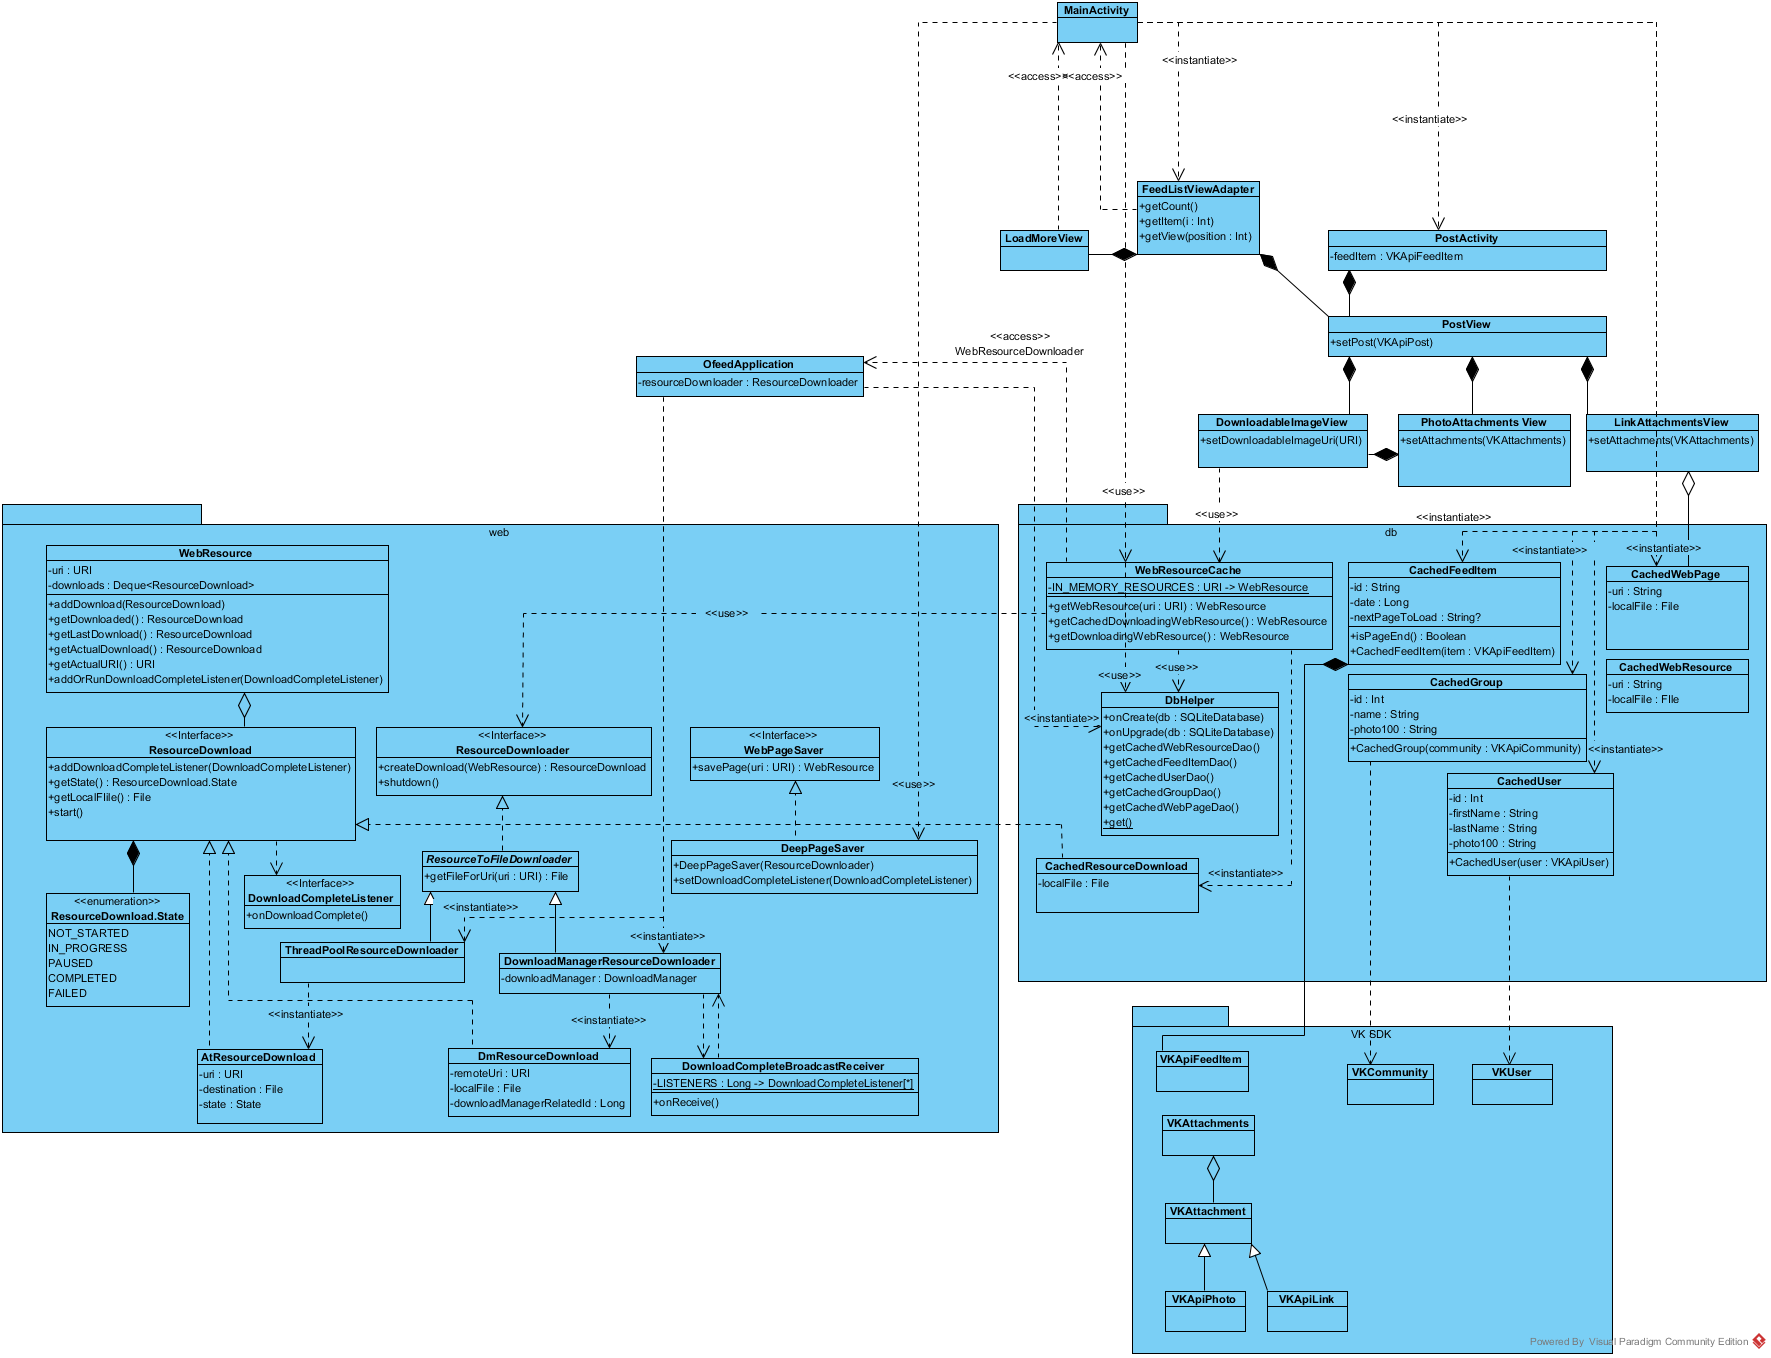 MainActivity
<<access>>
<<access>>
<<instantiate>>
<<instantiate>>
FeedListViewAdapter
+getCount()
+getItem(i : Int)
+getView(position : Int)
LoadMoreView
PostActivity
-feedItem : VKApiFeedItem
PostView
+setPost(VKApiPost)
<<access>>
WebResourceDownloader
OfeedApplication
-resourceDownloader : ResourceDownloader
DownloadableImageView
+setDownloadableImageUri(URI)
PhotoAttachments View
+setAttachments(VKAttachments)
LinkAttachmentsView
+setAttachments(VKAttachments)
<<use>>
<<use>>
<<instantiate>>
<<instantiate>>
<<instantiate>>
web
WebResource
-uri : URI
-downloads : Deque<ResourceDownload>
+addDownload(ResourceDownload)
+getDownloaded() : ResourceDownload
+getLastDownload() : ResourceDownload
+getActualDownload() : ResourceDownload
+getActualURI() : URI
+addOrRunDownloadCompleteListener(DownloadCompleteListener)
<<use>>
<<Interface>>
ResourceDownload
+addDownloadCompleteListener(DownloadCompleteListener)
+getState() : ResourceDownload.State
+getLocalFIile() : File
+start()
<<Interface>>
ResourceDownloader
+createDownload(WebResource) : ResourceDownload
+shutdown()
<<Interface>>
WebPageSaver
+savePage(uri : URI) : WebResource
<<use>>
ResourceToFileDownloader
+getFileForUri(uri : URI) : File
DeepPageSaver
+DeepPageSaver(ResourceDownloader)
+setDownloadCompleteListener(DownloadCompleteListener)
<<enumeration>>
ResourceDownload.State
NOT_STARTED
IN_PROGRESS
PAUSED
COMPLETED
FAILED
<<Interface>>
DownloadCompleteListener
+onDownloadComplete()
<<instantiate>>
<<instantiate>>
ThreadPoolResourceDownloader
DownloadManagerResourceDownloader
-downloadManager : DownloadManager
<<instantiate>>
<<instantiate>>
AtResourceDownload
-uri : URI
-destination : File
-state : State
DmResourceDownload
-remoteUri : URI
-localFile : File
-downloadManagerRelatedId : Long
DownloadCompleteBroadcastReceiver
-LISTENERS : Long -> DownloadCompleteListener[*]
+onReceive()
db
WebResourceCache
-IN_MEMORY_RESOURCES : URI -> WebResource
+getWebResource(uri : URI) : WebResource
+getCachedDownloadingWebResource() : WebResource
+getDownloadingWebResource() : WebResource
CachedFeedItem
-id : String
-date : Long
-nextPageToLoad : String?
+isPageEnd() : Boolean
+CachedFeedItem(item : VKApiFeedItem)
CachedWebPage
-uri : String
-localFile : File
CachedWebResource
-uri : String
-localFile : FIle
<<use>>
<<use>>
<<instantiate>>
DbHelper
+onCreate(db : SQLiteDatabase)
+onUpgrade(db : SQLiteDatabase)
+getCachedWebResourceDao()
+getCachedFeedItemDao()
+getCachedUserDao()
+getCachedGroupDao()
+getCachedWebPageDao()
+get()
CachedGroup
-id : Int
-name : String
-photo100 : String
+CachedGroup(community : VKApiCommunity)
<<instantiate>>
CachedUser
-id : Int
-firstName : String
-lastName : String
-photo100 : String
+CachedUser(user : VKApiUser)
CachedResourceDownload
-localFile : File
<<instantiate>>
VK SDK
VKApiFeedItem
VKCommunity
VKUser
VKAttachments
VKAttachment
VKApiPhoto
VKApiLink
Powered By Visual Paradigm Community Edition